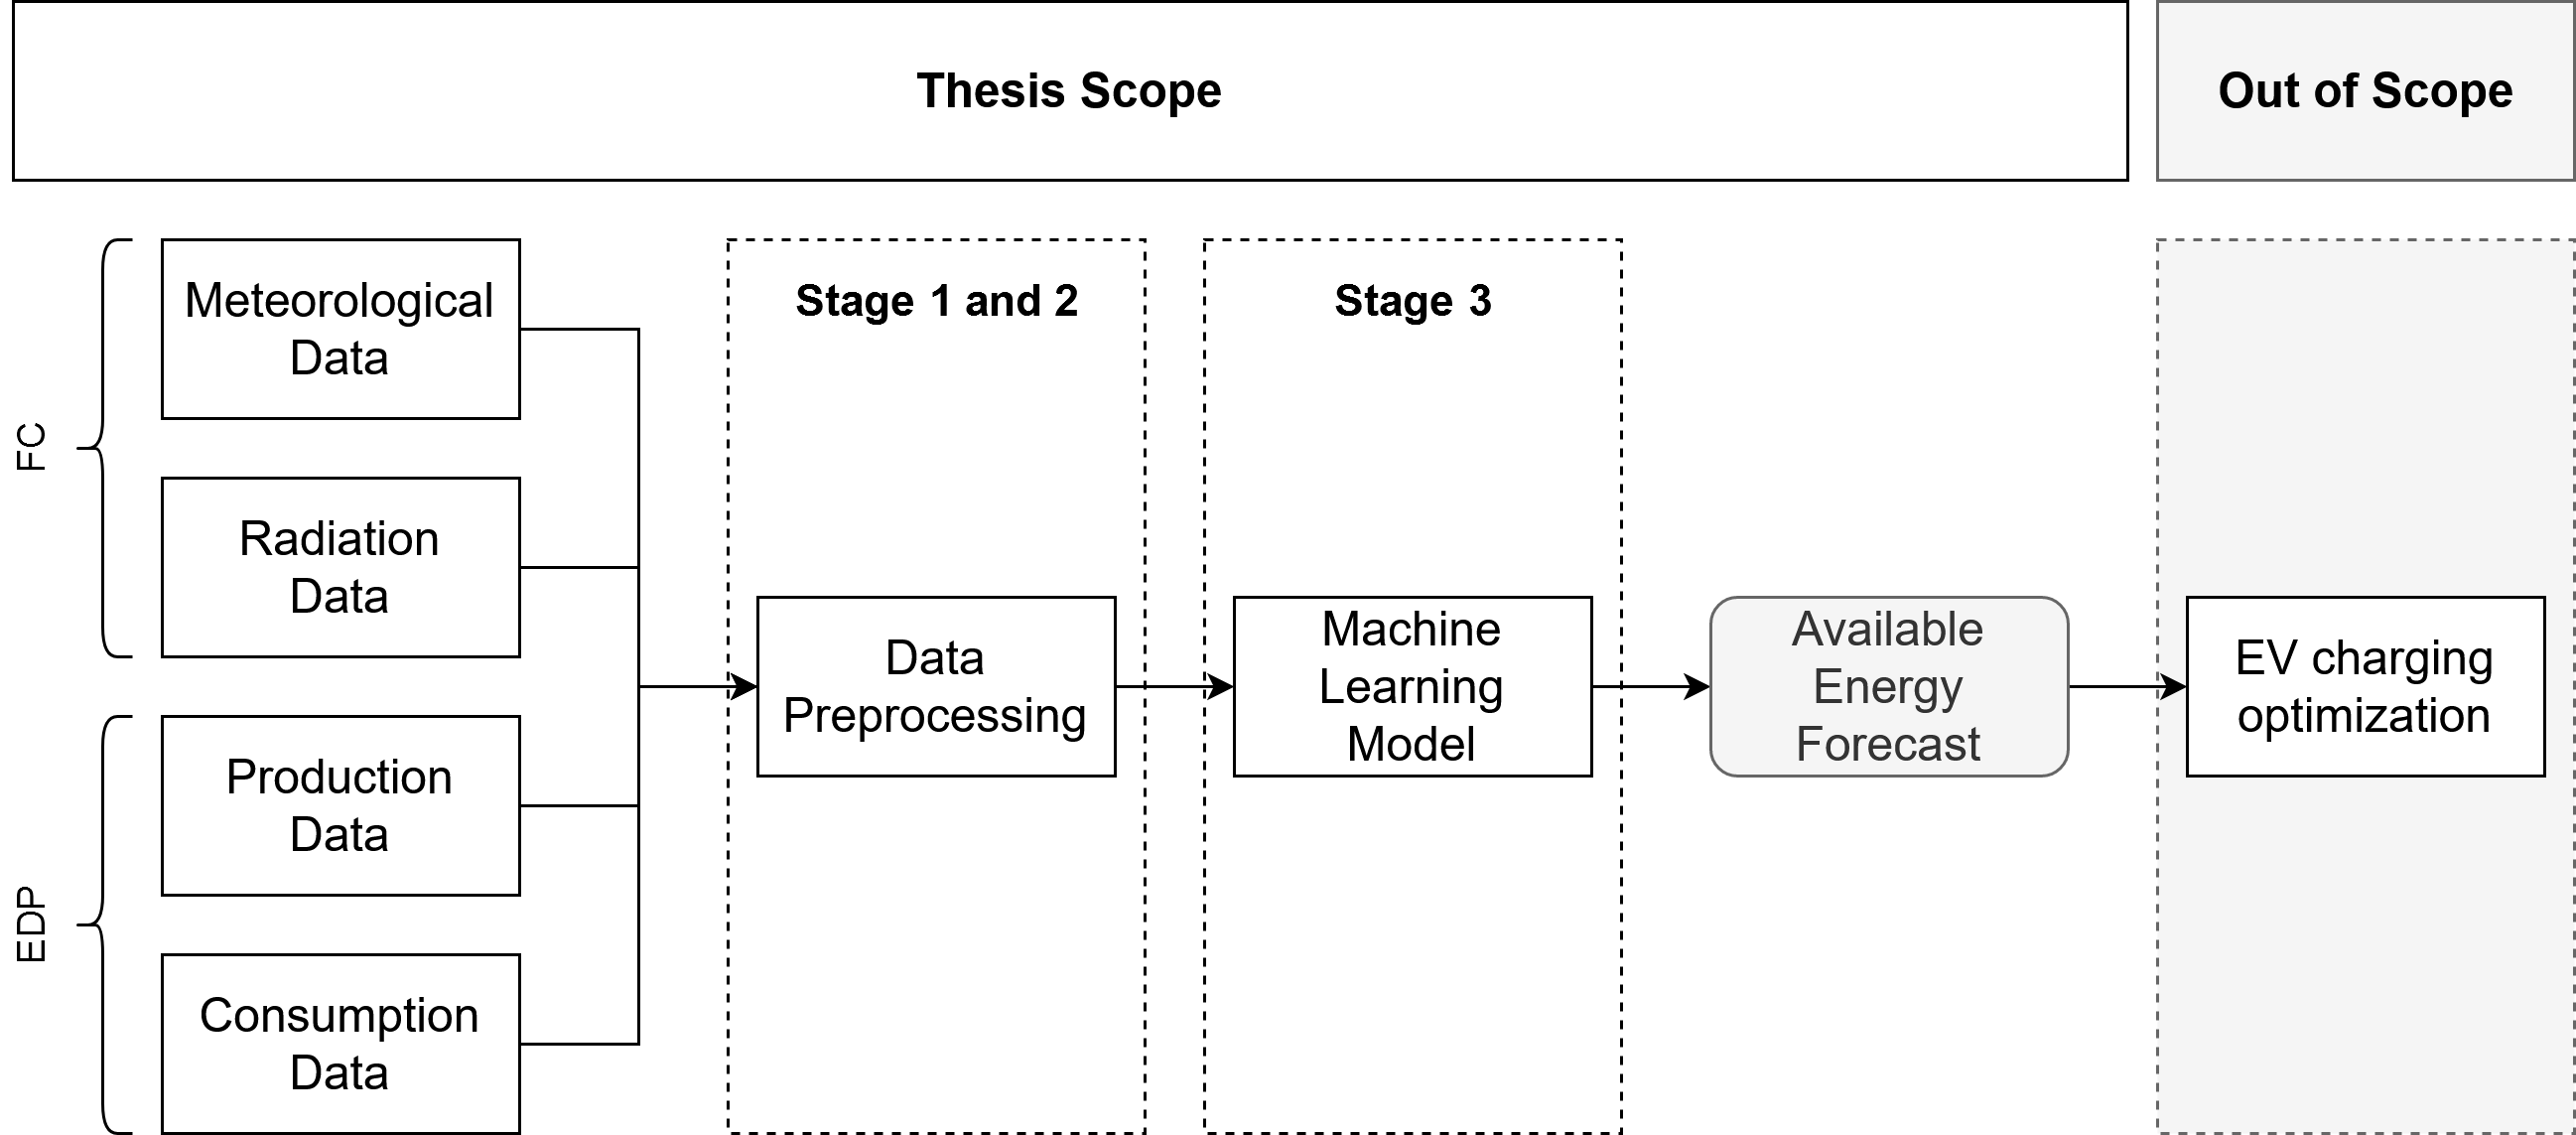 Thesis Scope
Out of Scope
FC
Meteorological
Data
Radiation
Data
EDP
Production
Data
Consumption
Data
Stage 1 and 2
Data
Preprocessing
Stage 3
Machine
Learning
Model
Available
Energy
Forecast
EV charging
optimization